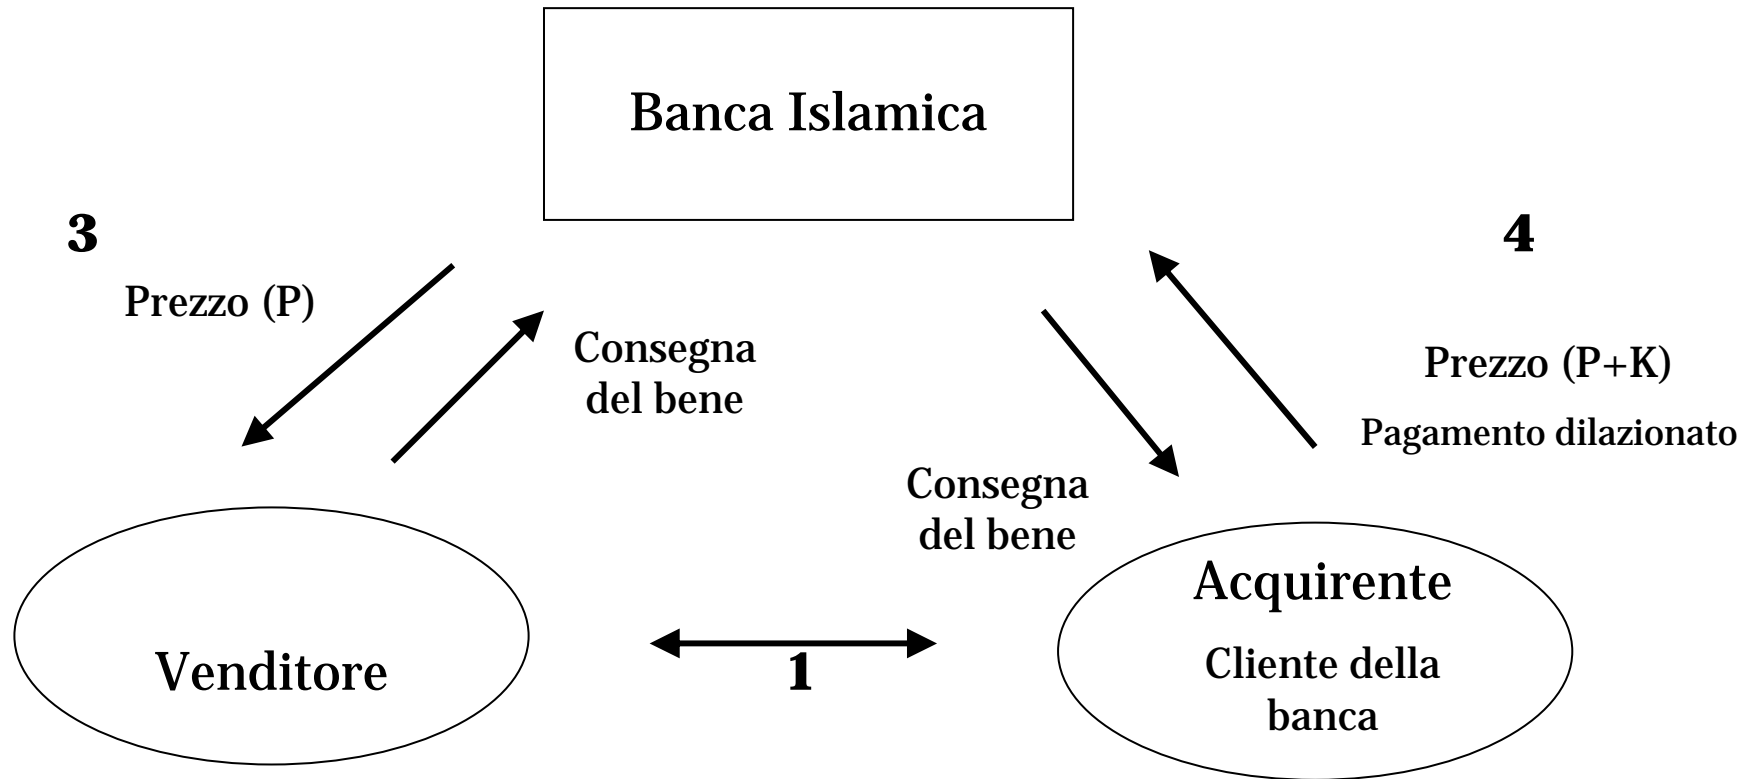 Banca Islamica
3
4
Prezzo (P)
Consegna
del bene
Prezzo (P+K)
Pagamento dilazionato
Consegna
del bene
Acquirente
Cliente della
banca
Venditore
1